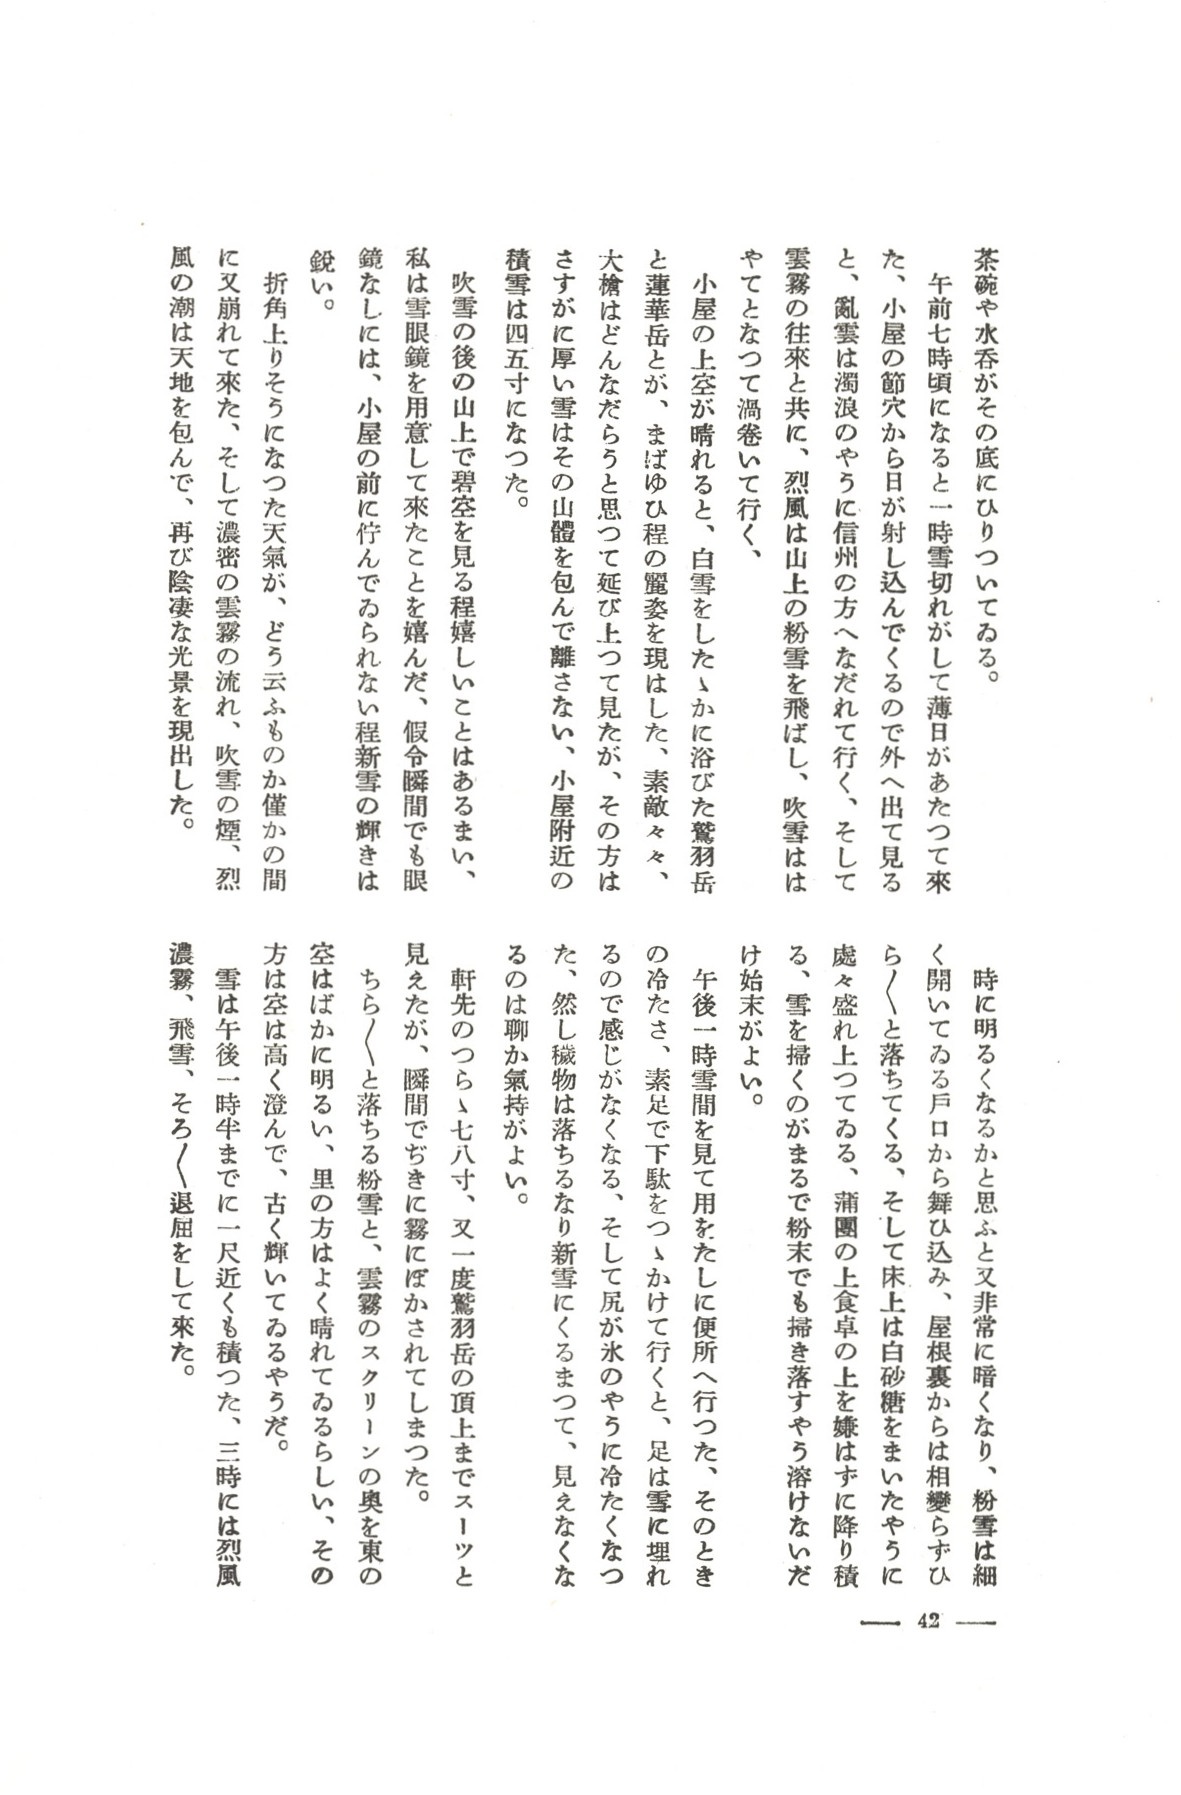 茶碗や水呑がその底にひりついてゐる。
午前七時頃になると一時雪切れがして薄日があたつて來
た、小屋の節穴から日が射し込んでくるので外へ出て見る
と、亂雲は濁浪のやうに信州の方へなだれて行く、そして
雲霧の往來と共に、烈風は山上の粉雪を飛ばし、吹雪はは
やてとなつて渦卷いて行く、
小屋の上空が晴れると、白雪をしたゝかに浴びた鷲羽岳
と蓮華岳とが、まばゆひ程の麗姿を現はした、素敵々々、
大槍はどんなだらうと思つて延び上つて見たが、その方は
さすがに厚い雪はその山體を包んで離さない、小屋附近の
積雪は四五寸になつた。
吹雪の後の山上で碧空を見る程嬉しいことはあるまい、
私は雪眼鏡を用意して來たことを嬉んだ、假令瞬間でも眼
鏡なしには、小屋の前に佇んでゐられない程新雪の輝きは
銳い。
折角上りそうになつた天氣が、どう云ふものか僅かの間
に又崩れて來た、そして濃密の雲霧の流れ、吹雪の煙、烈
風の潮は天地を包んで、再び陰凄な光景を現出した。
時に明るくなるかと思ふと又非常に暗くなり、粉雪は細
く開いてゐる戶口から舞ひ込み、屋根裏からは相變らずひ
ら〱と落ちてくる、そして床上は白砂糖をまいたやうに
處々盛れ上つてゐる、蒲團の上食卓の上を嫌はずに降り積
る、雪を掃くのがまるで粉末でも掃き落すやう溶けないだ
け始末がよい。
午後一時雪間を見て用をたしに便所へ行つた、そのとき
の冷たさ、素足で下駄をつゝかけて行くと、足は雪に埋れ
るので感じがなくなる、そして尻が氷のやうに冷たくなつ
た、然し穢物は落ちるなり新雪にくるまつて、見えなくな
るのは聊か氣持がよい。
軒先のつらゝ七八寸、又一度鷲羽岳の頂上までスーツと
見えたが、瞬間でぢきに霧にぼかされてしまつた。
ちら〱と落ちる粉雪と、雲霧のスクリーンの奧を東の
空はばかに明るい、里の方はよく晴れてゐるらしい、その
方は空は高く澄んで、古く輝いてゐるやうだ。
雪は午後一時半までに一尺近くも積つた、三時には烈風
濃霧、飛雪、そろ〱退屈をして來た。
— 42 —